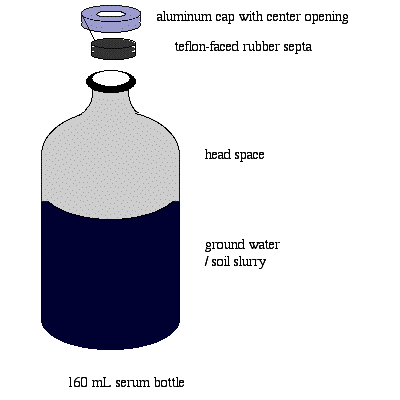 aluminum cap with center opening
teflon-faced rubber septa
head space
ground water
/ soil slurry
160 mL serum bottle